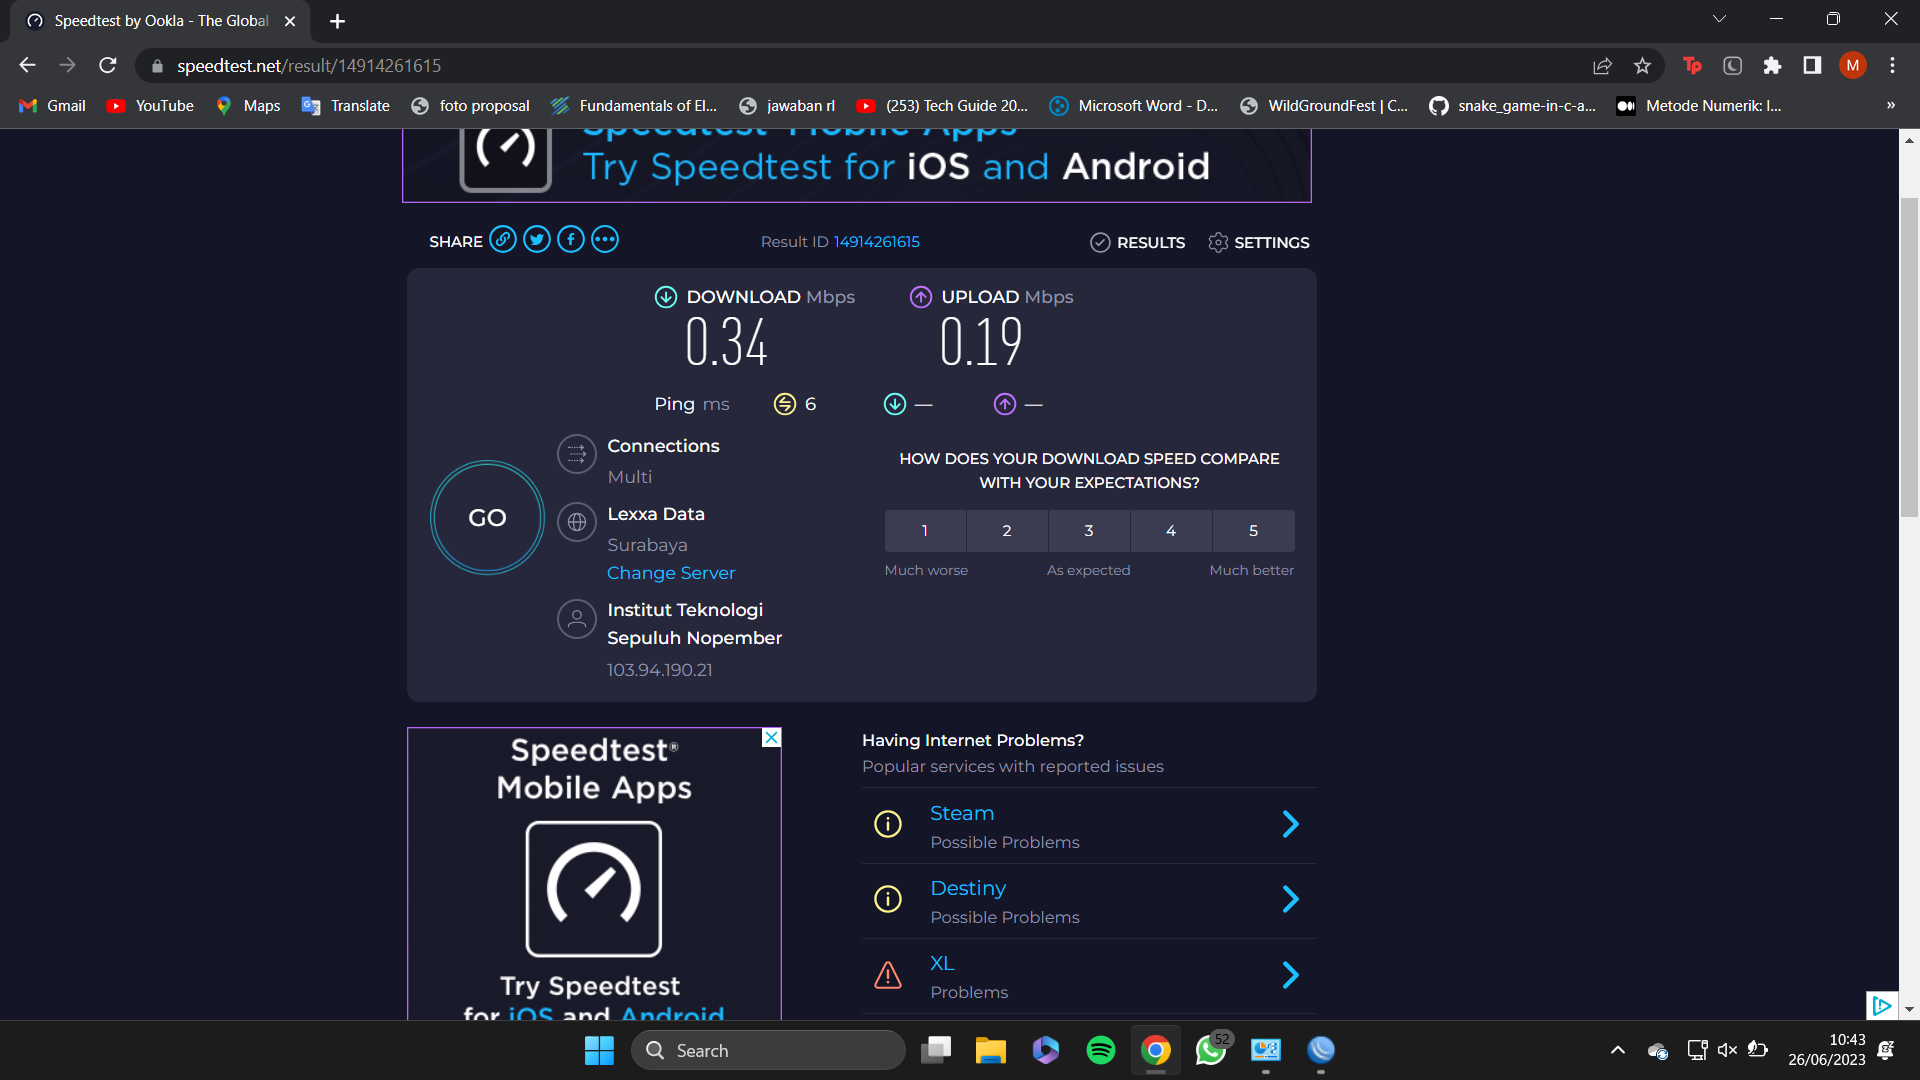 Speedtest by Ookla - The Global
speedtest.net/result/14914261615
M
Gmail
YouTube
Maps
Translate
foto proposal
Fundamentals of El...
jawaban rl
(253) Tech Guide 20...
Microsoft Word - D...
WildGroundFest | C...
snake_game-in-c-a...
Metode Numerik: I...
»
Speedtest® Mobile Apps
Try Speedtest for iOS and Android
SHARE
Result ID 14914261615
RESULTS
SETTINGS
DOWNLOAD Mbps
0.34
UPLOAD Mbps
0.19
Ping ms
6
—
—
GO
Connections
Multi
Lexxa Data
Surabaya
Change Server
Institut Teknologi
Sepuluh Nopember
103.94.190.21
HOW DOES YOUR DOWNLOAD SPEED COMPARE
WITH YOUR EXPECTATIONS?
1 2 3 4 5
Much worse As expected Much better
Speedtest®
Mobile Apps
Try Speedtest
for iOS and Android
Having Internet Problems?
Popular services with reported issues
Steam
Possible Problems
Destiny
Possible Problems
XL
Problems
Search
52
10:43
26/06/2023